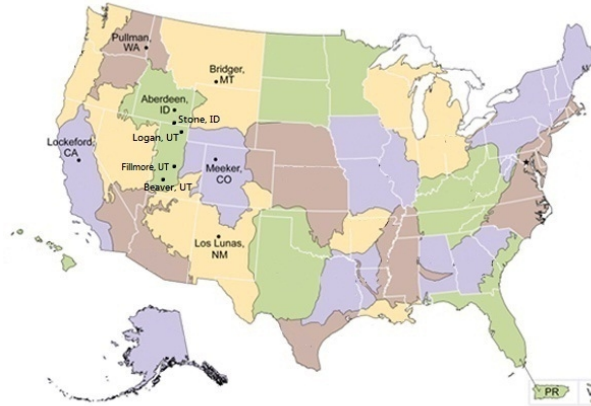 Pullman,
WA
Bridger,
MT
Aberdeen,
ID
Stone, ID
Logan, UT
Lockeford,
CA
Fillmore, UT
Meeker,
CO
Beaver, UT
Los Lunas,
NM
PR